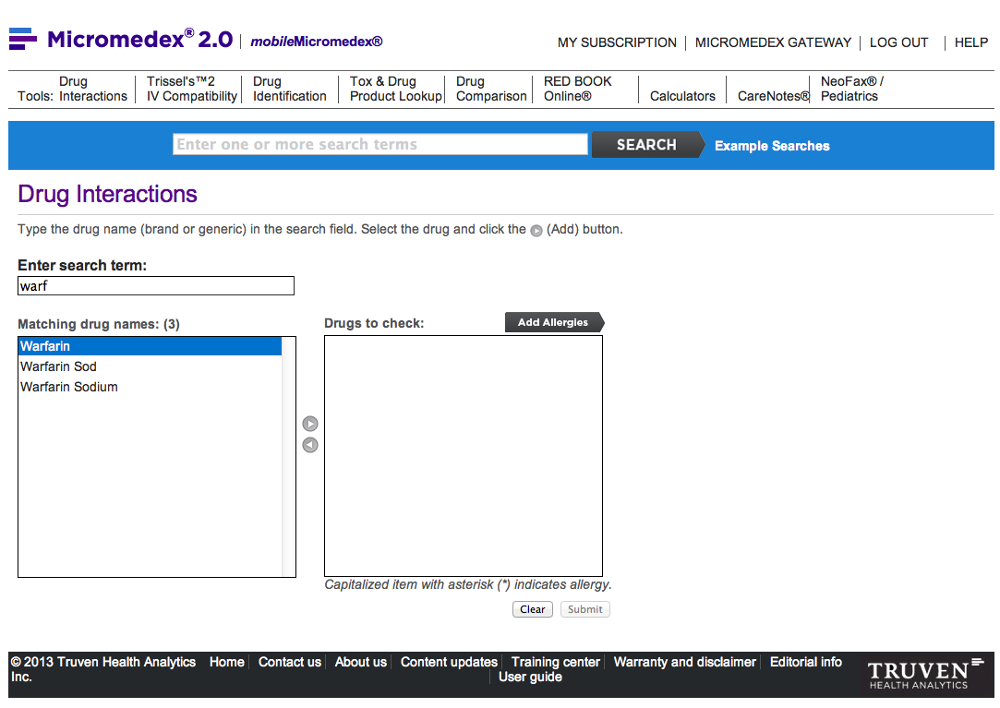 Micromedex® 2.0 | mobileMicromedex®
MY SUBSCRIPTION | MICROMEDEX GATEWAY | LOG OUT | HELP
Tools:
Drug
Interactions
Trissel's™2
IV Compatibility
Drug
Identification
Tox & Drug
Product Lookup
Drug
Comparison
RED BOOK
Online®
Calculators
CareNotes®
NeoFax® /
Pediatrics
Enter one or more search terms
SEARCH
Example Searches
Drug Interactions
Type the drug name (brand or generic) in the search field. Select the drug and click the (Add) button.
Enter search term:
warf
Matching drug names: (3)
Warfarin
Warfarin Sod
Warfarin Sodium
Drugs to check:
Add Allergies
Capitalized item with asterisk (*) indicates allergy.
Clear
Submit
© 2013 Truven Health Analytics
Inc.
Home | Contact us | About us | Content updates | Training center | Warranty and disclaimer | Editorial info
| User guide
TRUVEN
HEALTH ANALYTICS